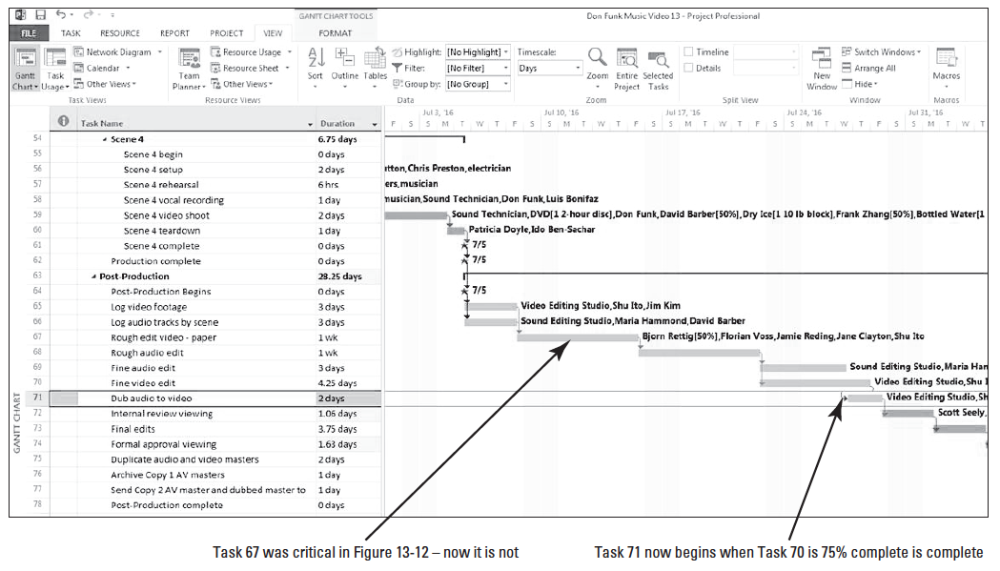 Don Funk Music Video 13 - Project Professional
GANTT CHART TOOLS
FILE TASK RESOURCE REPORT PROJECT VIEW FORMAT
Gantt Chart
Task Usage
Network Diagram
Calendar
Other Views
Task Views
Team Planner
Resource Usage
Resource Sheet
Other Views
Resource Views
Sort
Outline
Tables
Highlight: [No Highlight]
Filter: [No Filter]
Group by: [No Group]
Data
Timescale:
Days
Zoom
Entire Project
Selected Tasks
Zoom
Timeline
Details
Split View
New Window
Switch Windows
Arrange All
Hide
Window
Macros
Macros
Task Name Duration
Jul 3, '16 Jul 10, '16 Jul 17, '16 Jul 24, '16 Jul 31, '16
F S S M T W T F S S M T W T F S S M T W T F S S M T W T F S S M T W T
54 Scene 4 6.75 days
55 Scene 4 begin 0 days
56 Scene 4 setup 2 days tton,Chris Preston,electrician
57 Scene 4 rehearsal 6 hrs ers,musician
58 Scene 4 vocal recording 1 day musician,Sound Technician,Don Funk,Luis Bonifaz
59 Scene 4 video shoot 2 days Sound Technician,DVD[1 2-hour disc],Don Funk,David Barber[50%],Dry Ice[1 10 lb block],Frank Zhang[50%],Bottled Water[1
60 Scene 4 teardown 1 day Patricia Doyle,Ido Ben-Sachar
61 Scene 4 complete 0 days 7/5
62 Production complete 0 days 7/5
63 Post-Production 28.25 days
64 Post-Production Begins 0 days 7/5
65 Log video footage 3 days Video Editing Studio,Shu Ito,Jim Kim
66 Log audio tracks by scene 3 days Sound Editing Studio,Maria Hammond,David Barber
67 Rough edit video - paper 1 wk Bjorn Rettig[50%],Florian Voss,Jamie Reding,Jane Clayton,Shu Ito
68 Rough audio edit 1 wk
69 Fine audio edit 3 days Sound Editing Studio,Maria Han
70 Fine video edit 4.25 days Video Editing Studio,Shu I
71 Dub audio to video 2 days Video Editing Studio,Sh
72 Internal review viewing 1.06 days Scott Seely,
73 Final edits 3.75 days
74 Formal approval viewing 1.63 days
75 Duplicate audio and video masters 2 days
76 Archive Copy 1 AV masters 1 day
77 Send Copy 2 AV master and dubbed master to 1 day
78 Post-Production complete 0 days
GANTT CHART
Task 67 was critical in Figure 13-12 – now it is not
Task 71 now begins when Task 70 is 75% complete is complete